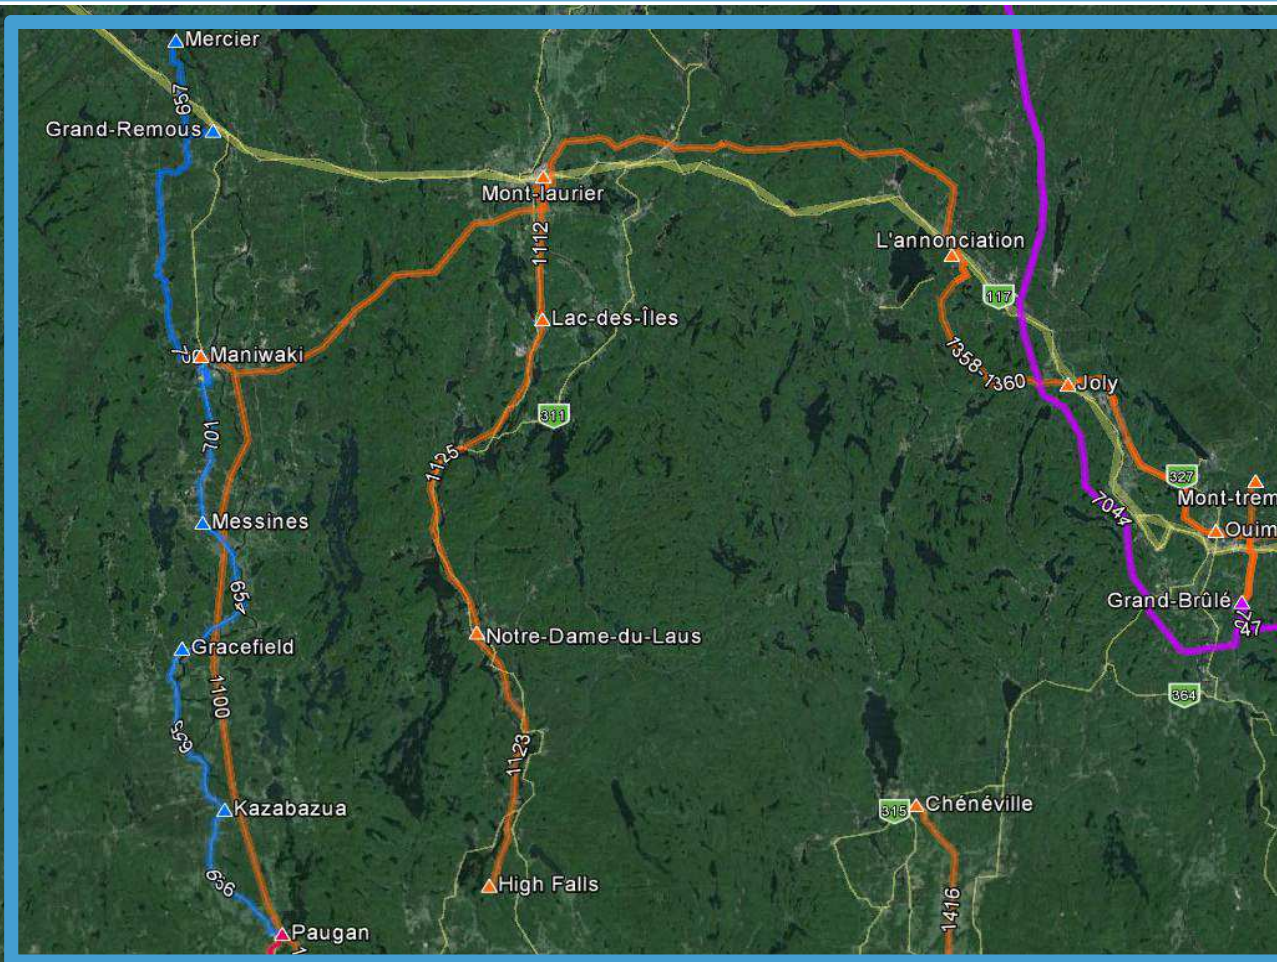 Mercier
657
Grand-Remous
Mont-laurier
1112
L'annonciation
117
Lac-des-Îles
Maniwaki
1358-1360
Joly
311
701
1125
327
Mont-trem
7044
Messines
Ouim
654
Grand-Brûlé
47
Notre-Dame-du-Laus
Gracefield
1100
364
655
1123
Kazabazua
315
Chénéville
656
High Falls
1416
Paugan